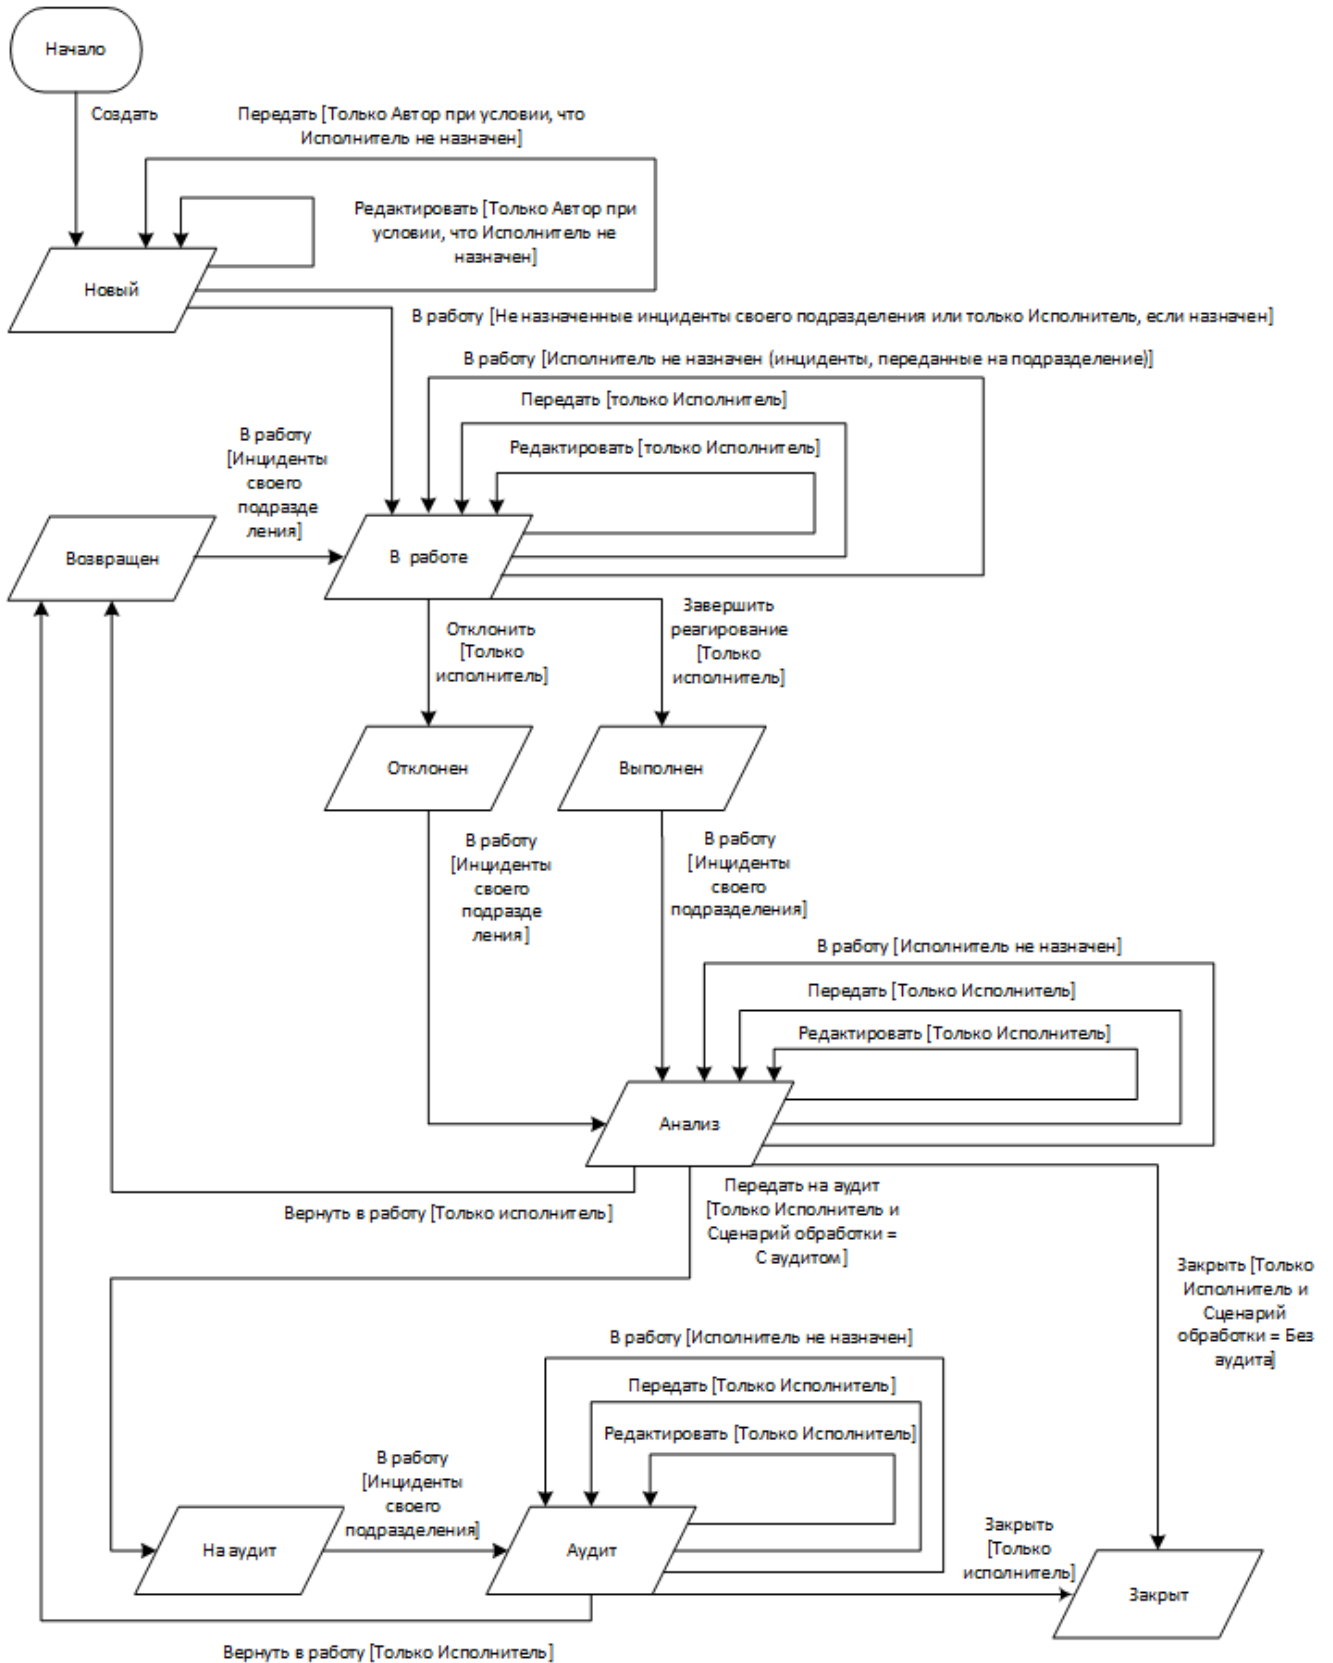 Начало
Создать
Передать [Только Автор при условии, что
Исполнитель не назначен]
Редактировать [Только Автор при
условии, что Исполнитель не
назначен]
Новый
В работу [Не назначенные инциденты своего подразделения или только Исполнитель, если назначен]
В работу [Исполнитель не назначен (инциденты, переданные на подразделение)]
Передать [только Исполнитель]
Редактировать [только Исполнитель]
В работу
[Инциденты
своего
подразде
ления]
Возвращен
В работе
Отклонить
[Только
исполнитель]
Завершить
реагирование
[Только
исполнитель]
Отклонен
Выполнен
В работу
[Инциденты
своего
подразде
ления]
В работу
[Инциденты
своего
подразделения]
В работу [Исполнитель не назначен]
Передать [Только Исполнитель]
Редактировать [Только Исполнитель]
Анализ
Вернуть в работу [Только исполнитель]
Передать на аудит
[Только Исполнитель и
Сценарий обработки =
С аудитом]
Закрыть [Только
Исполнитель и
Сценарий
обработки = Без
аудита]
В работу [Исполнитель не назначен]
Передать [Только Исполнитель]
Редактировать [Только Исполнитель]
В работу
[Инциденты
своего
подразделения]
На аудит
Аудит
Закрыть
[Только
исполнитель]
Закрыт
Вернуть в работу [Только Исполнитель]